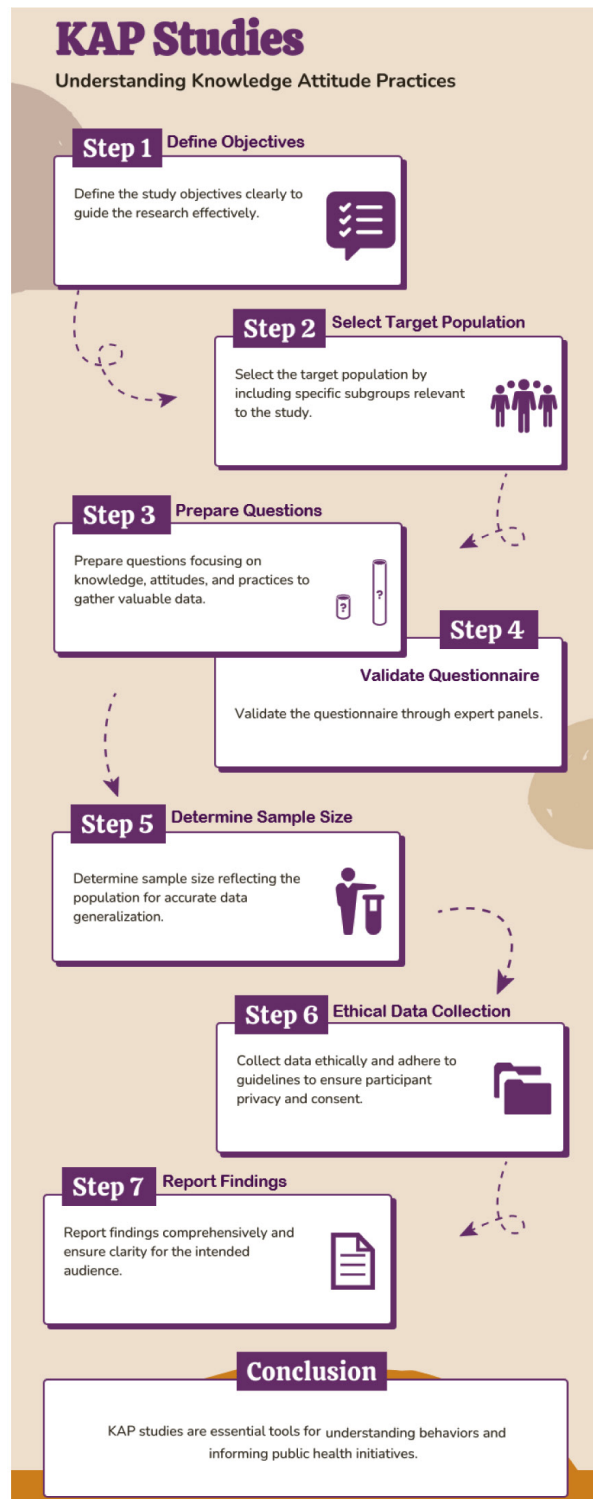 KAP Studies
Understanding Knowledge Attitude Practices
Step 1
Define Objectives
Define the study objectives clearly to
guide the research effectively.
Step 2
Select Target Population
Select the target population by
including specific subgroups relevant
to the study.
Step 3
Prepare Questions
Prepare questions focusing on
knowledge, attitudes, and practices to
gather valuable data.
?
?
Step 4
Validate Questionnaire
Validate the questionnaire through expert panels.
Step 5
Determine Sample Size
Determine sample size reflecting the
population for accurate data
generalization.
Step 6
Ethical Data Collection
Collect data ethically and adhere to
guidelines to ensure participant
privacy and consent.
Step 7
Report Findings
Report findings comprehensively and
ensure clarity for the intended
audience.
Conclusion
KAP studies are essential tools for understanding behaviors and
informing public health initiatives.